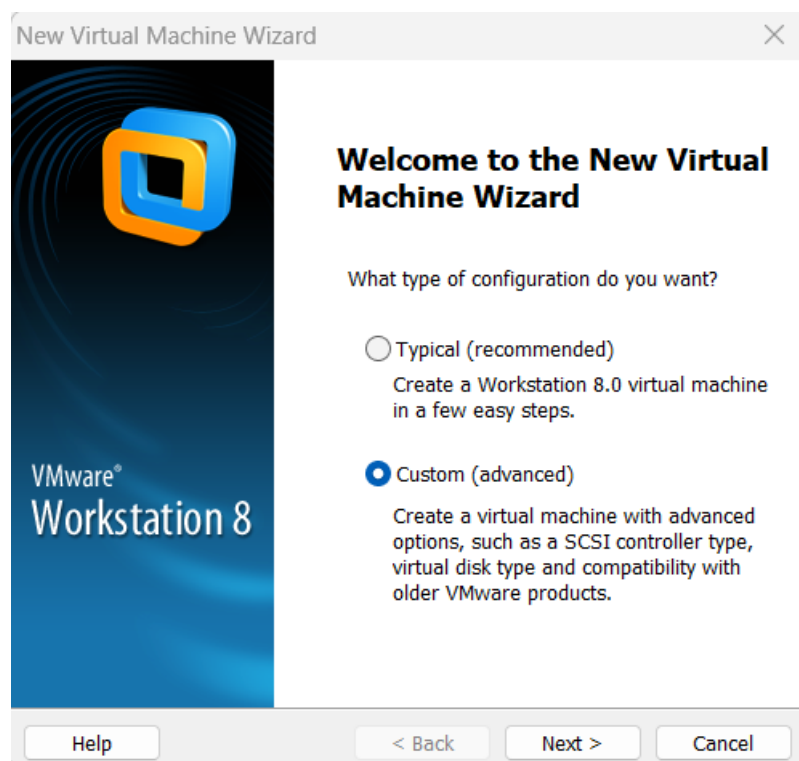 New Virtual Machine Wizard
Welcome to the New Virtual
Machine Wizard
What type of configuration do you want?
Typical (recommended)
Create a Workstation 8.0 virtual machine
in a few easy steps.
Custom (advanced)
Create a virtual machine with advanced
options, such as a SCSI controller type,
virtual disk type and compatibility with
older VMware products.
VMware®
Workstation 8
Help
< Back
Next >
Cancel